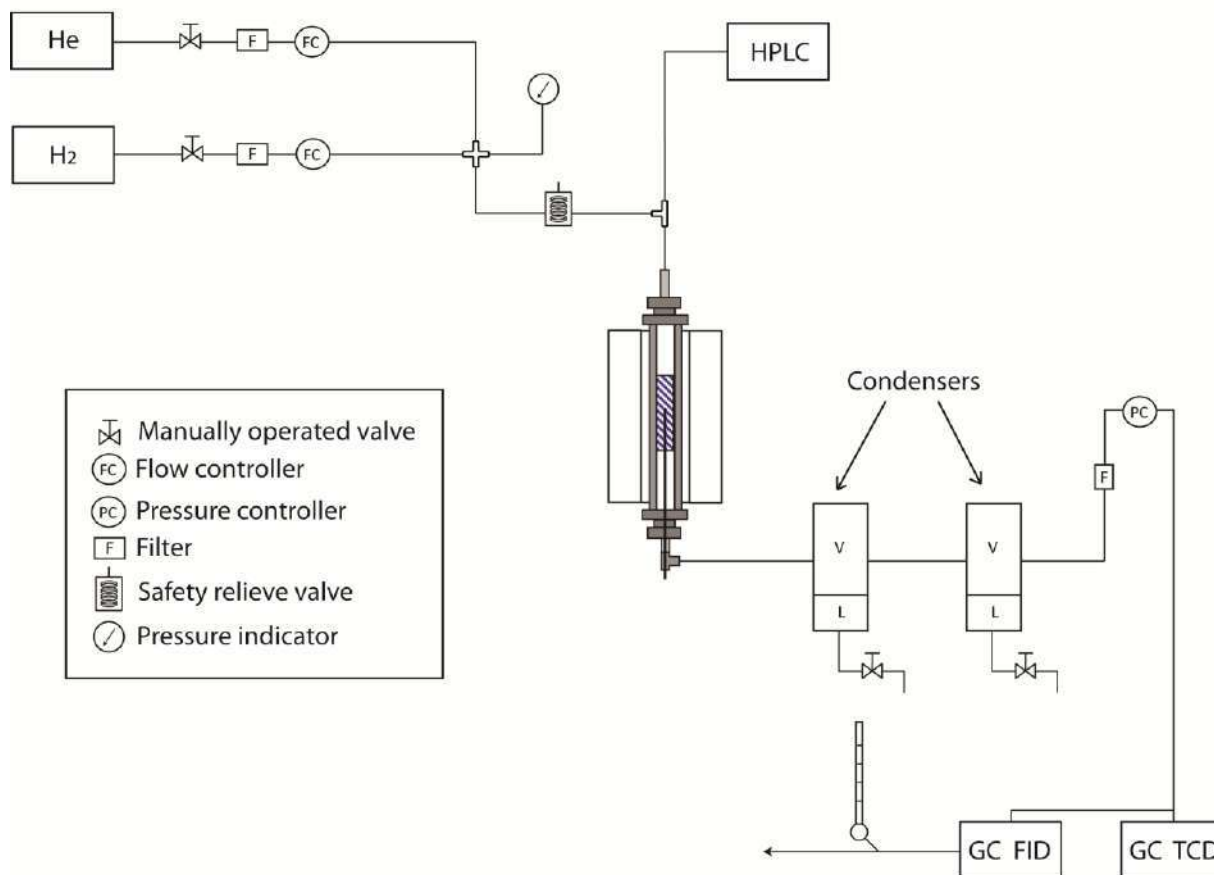 He
F
FC
HPLC
H2
F
FC
Condensers
PC
F
V
V
L
L
Manually operated valve
FC Flow controller
PC Pressure controller
F Filter
Safety relieve valve
Pressure indicator
GC FID
GC TCD